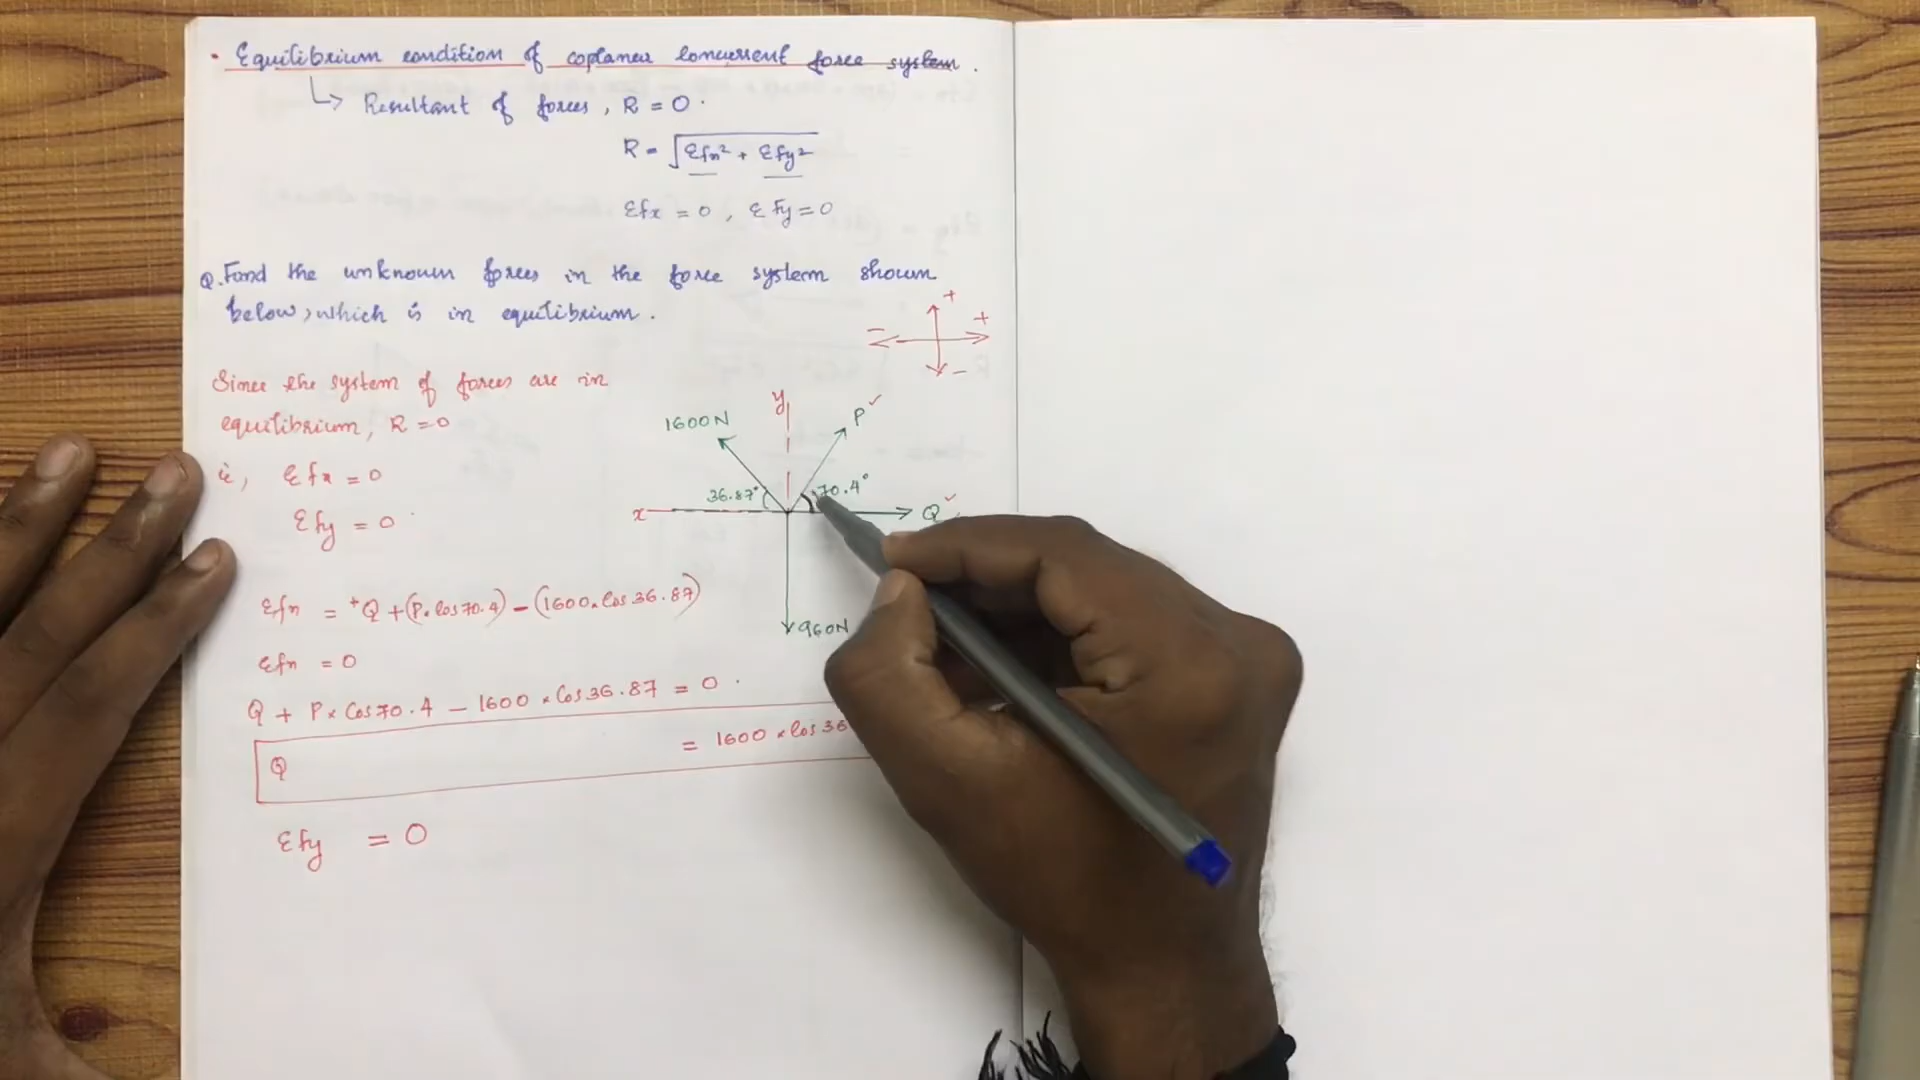 · Equilibrium condition of coplanar concurrent force system.
↳ Resultant of forces, R = 0.
R = √Σfx² + Σfy²
Σfx = 0, Σfy = 0
Q. Find the unknown forces in the force system shown
below, which is in equilibrium.
+
- +
-
Since the system of forces are in
equilibrium, R = 0
ie, Σfx = 0
Σfy = 0
y
P ✓
1600N
36.87° 70.4°
x Q ✓
960N
Σfx = +Q + (P × Cos 70.4) - (1600 × Cos 36.87)
Σfx = 0
Q + P × Cos 70.4 - 1600 × Cos 36.87 = 0.
Q = 1600 × Cos 36
Σfy = 0